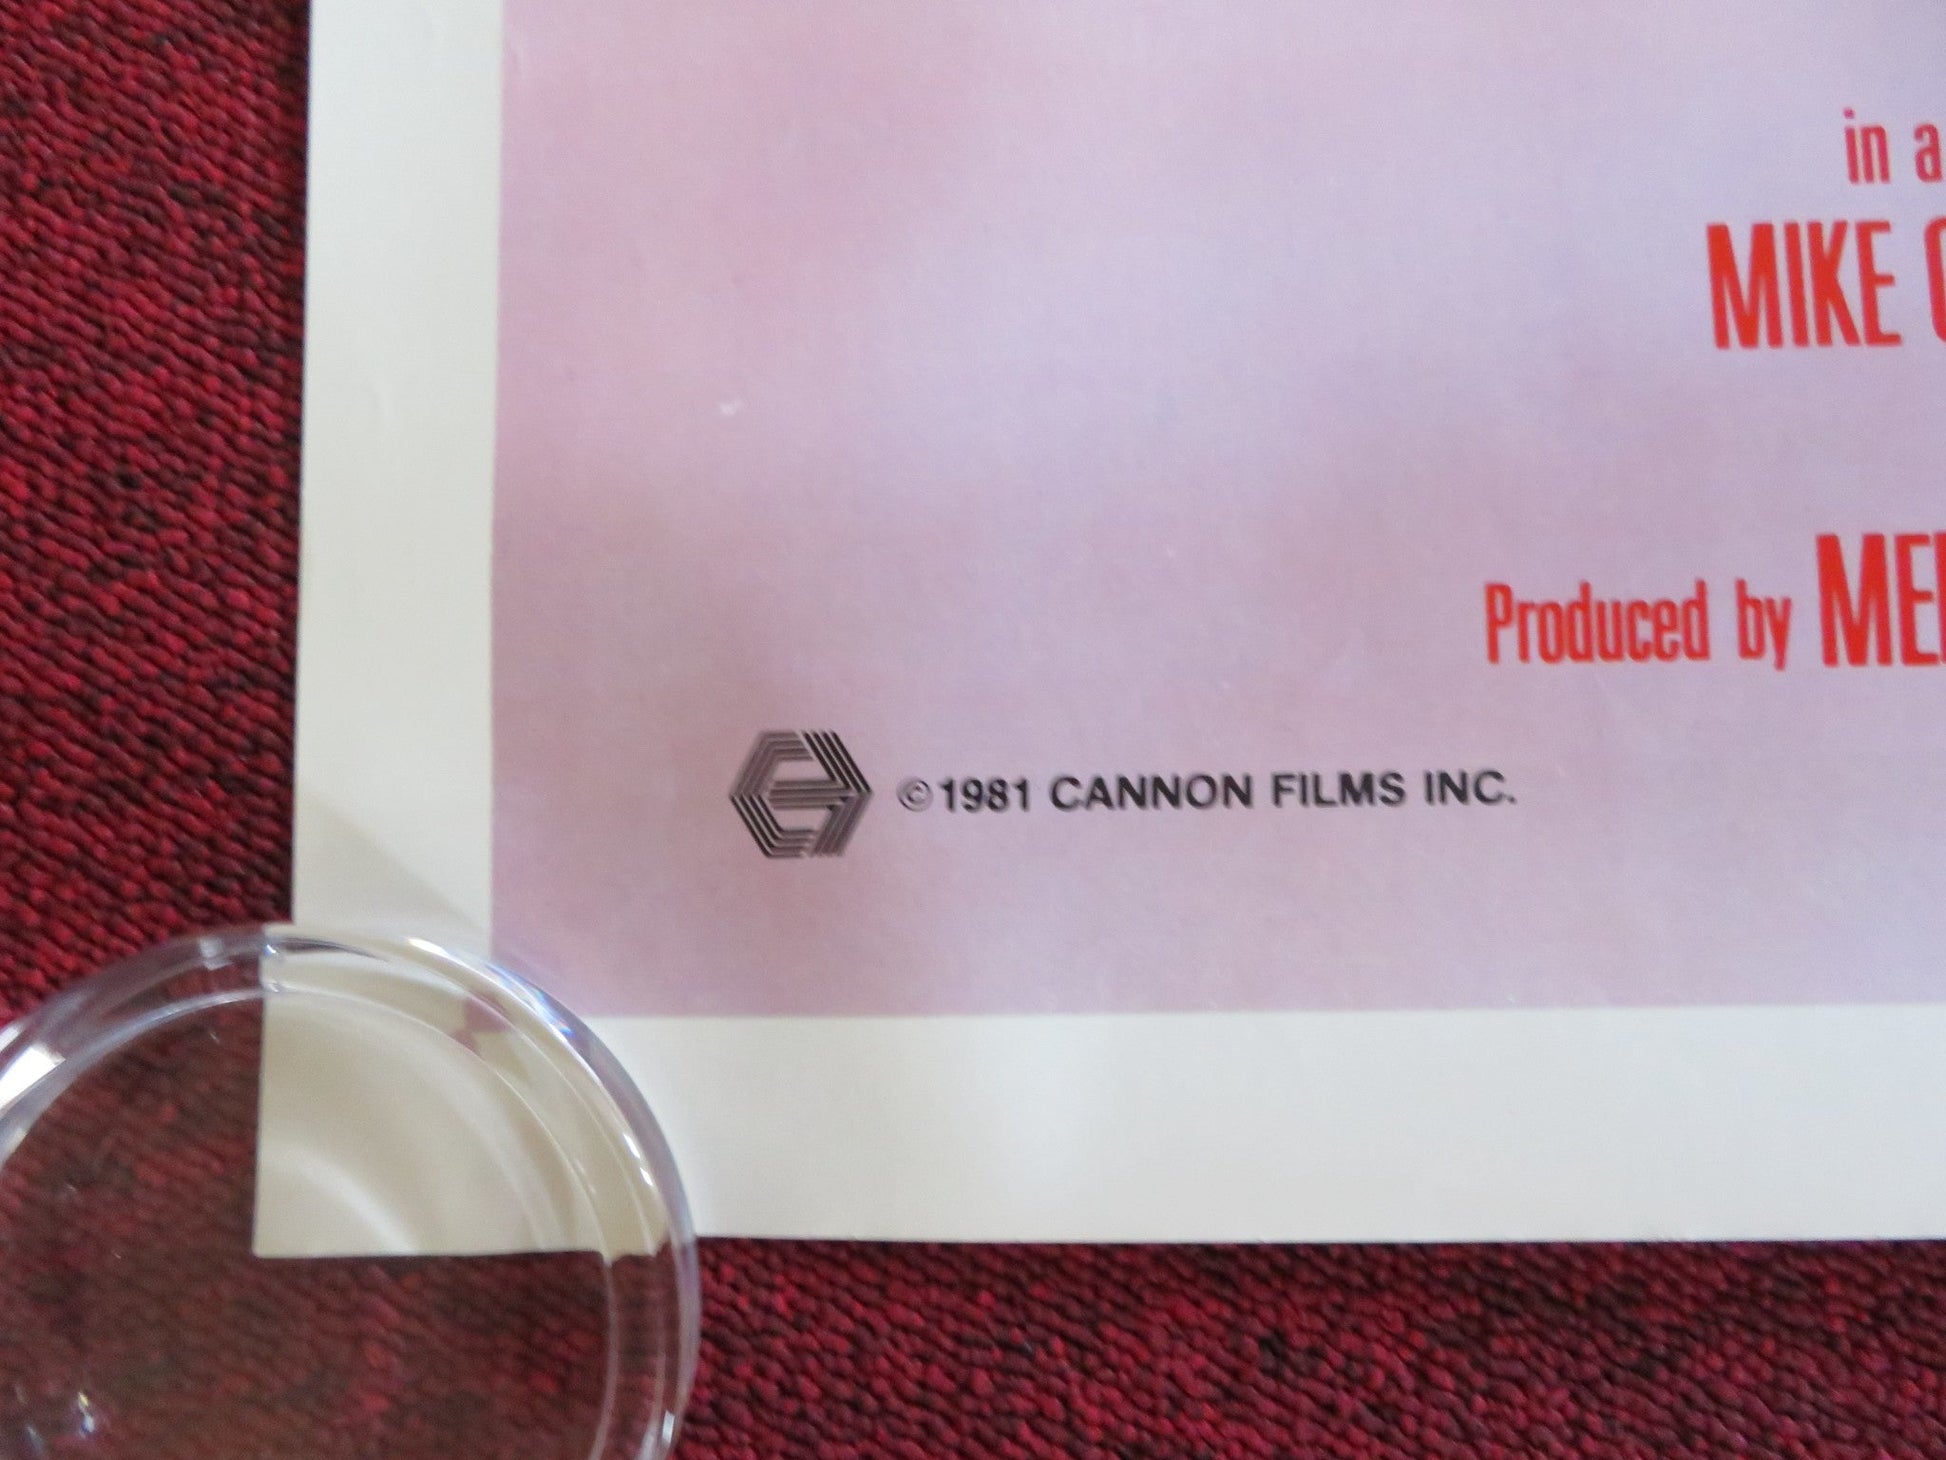 in a
MIKE
Produced by
©1981 CANNON FILMS INC.